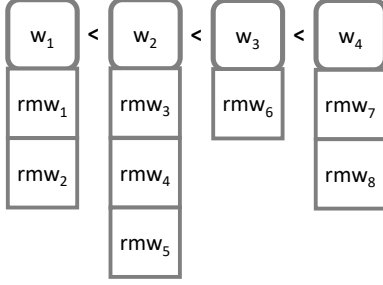 w₁ < w₂ < w₃ < w₄
rmw₁ rmw₃ rmw₆ rmw₇
rmw₂ rmw₄ rmw₈
rmw₅